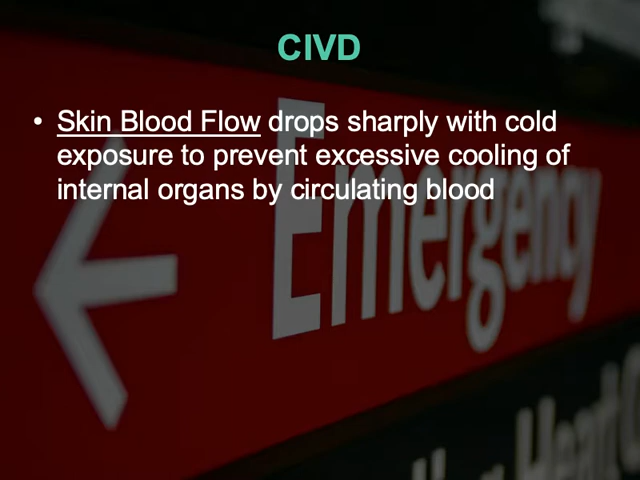 CIVD
• Skin Blood Flow drops sharply with cold
exposure to prevent excessive cooling of
internal organs by circulating blood
Emergency
Heart